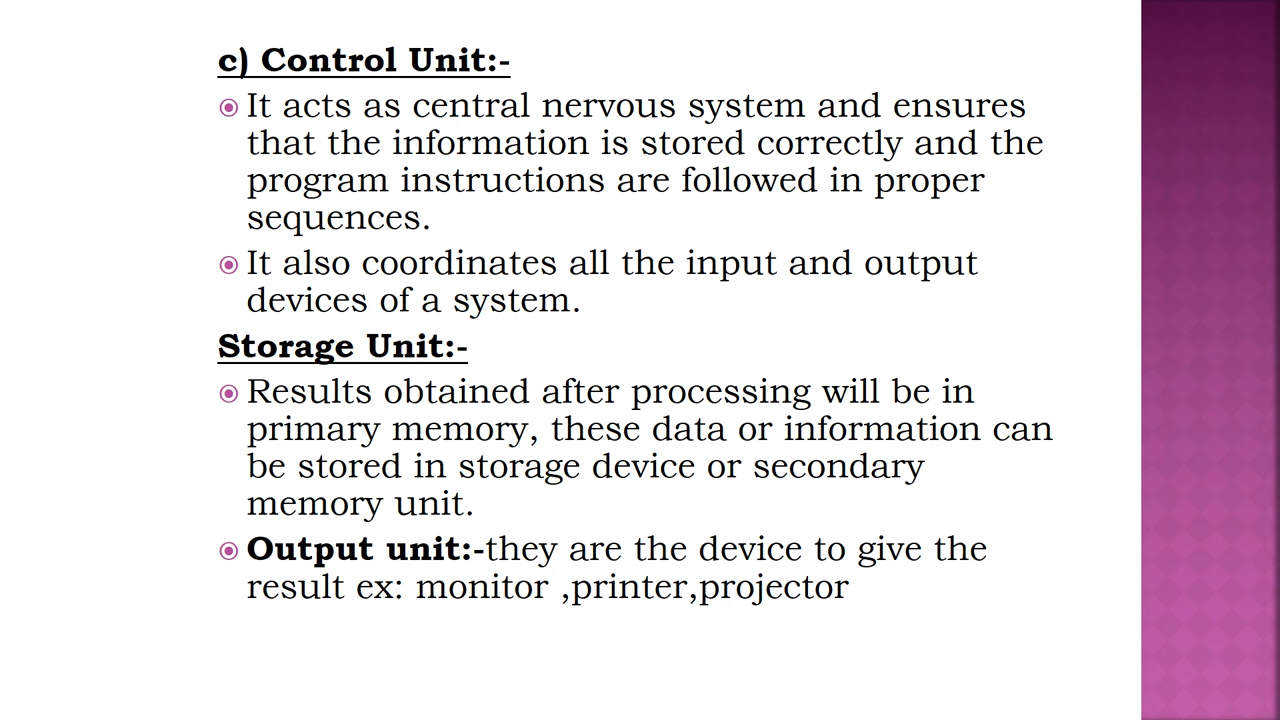 c) Control Unit:-
It acts as central nervous system and ensures
that the information is stored correctly and the
program instructions are followed in proper
sequences.
It also coordinates all the input and output
devices of a system.
Storage Unit:-
Results obtained after processing will be in
primary memory, these data or information can
be stored in storage device or secondary
memory unit.
Output unit:-they are the device to give the
result ex: monitor ,printer,projector